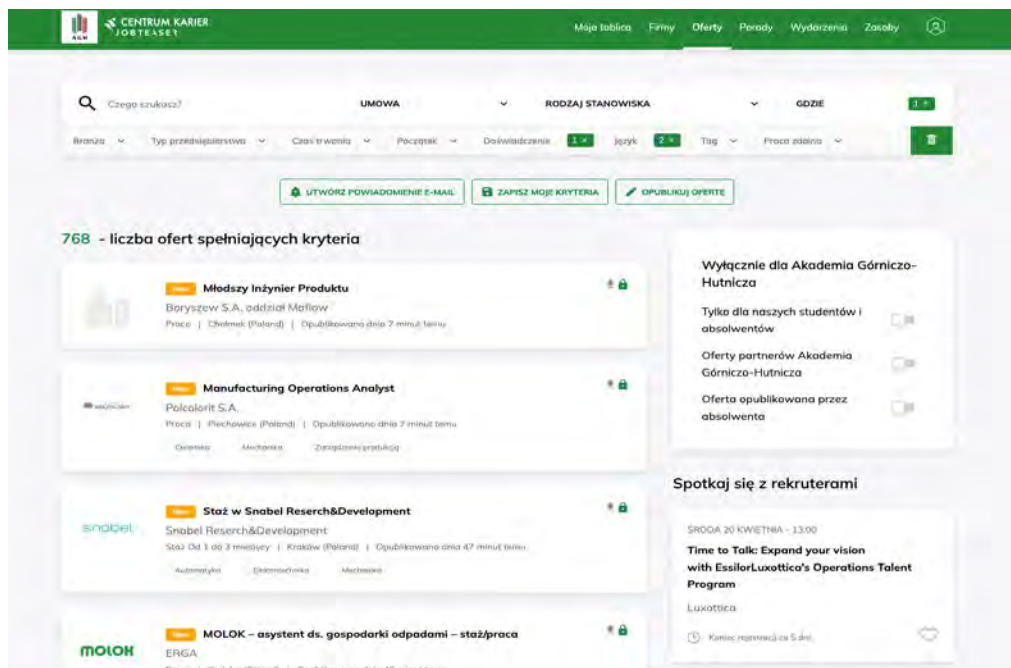 AGH
CENTRUM KARIER
JOBTEASER
Moja tablica Firmy Oferty Porady Wydarzenia Zasoby
Czego szukasz? UMOWA RODZAJ STANOWISKA GDZIE 1 ×
Branża Typ przedsiębiorstwa Czas trwania Początek Doświadczenie 1 × Język 2 × Tag Praca zdalna
UTWÓRZ POWIADOMIENIE E-MAIL ZAPISZ MOJE KRYTERIA OPUBLIKUJ OFERTĘ
768 - liczba ofert spełniających kryteria
Młodszy Inżynier Produktu
Boryszew S.A. oddział Maflow
Praca | Chełmek (Poland) | Opublikowano dnia 7 minut temu
Manufacturing Operations Analyst
Polcolorit S.A.
Praca | Piechowice (Poland) | Opublikowano dnia 7 minut temu
Ceramika Mechanika Zarządzanie produkcją
snabel
Staż w Snabel Reserch&Development
Snabel Reserch&Development
Staż Od 1 do 3 miesięcy | Kraków (Poland) | Opublikowano dnia 47 minut temu
Automatyka Elektrotechnika Mechanika
MOLOK
MOLOK – asystent ds. gospodarki odpadami – staż/praca
ERGA
Wyłącznie dla Akademia Górniczo-
Hutnicza
Tylko dla naszych studentów i
absolwentów
Oferty partnerów Akademia
Górniczo-Hutnicza
Oferta opublikowana przez
absolwenta
Spotkaj się z rekruterami
ŚRODA 20 KWIETNIA - 13:00
Time to Talk: Expand your vision
with EssilorLuxottica's Operations Talent
Program
Luxottica
Koniec rejestracji za 5 dni